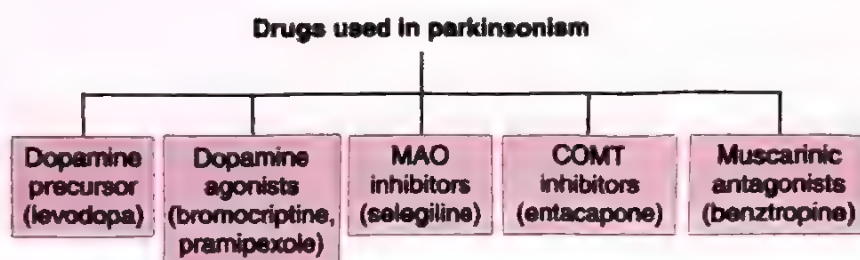 Drugs used in parkinsonism
Dopamine
precursor
(levodopa)
Dopamine
agonists
(bromocriptine,
pramipexole)
MAO
inhibitors
(selegiline)
COMT
inhibitors
(entacapone)
Muscarinic
antagonists
(benztropine)